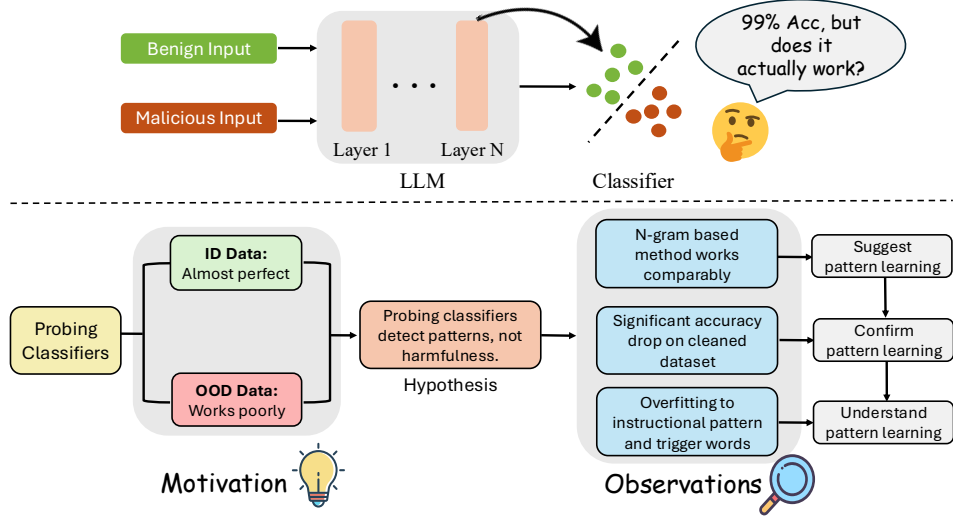 Benign Input
Malicious Input
Layer 1
Layer N
LLM
Classifier
99% Acc, but
does it
actually work?
Probing
Classifiers
ID Data:
Almost perfect
OOD Data:
Works poorly
Motivation
Probing classifiers
detect patterns, not
harmfulness.
Hypothesis
N-gram based
method works
comparably
Significant accuracy
drop on cleaned
dataset
Overfitting to
instructional pattern
and trigger words
Observations
Suggest
pattern learning
Confirm
pattern learning
Understand
pattern learning